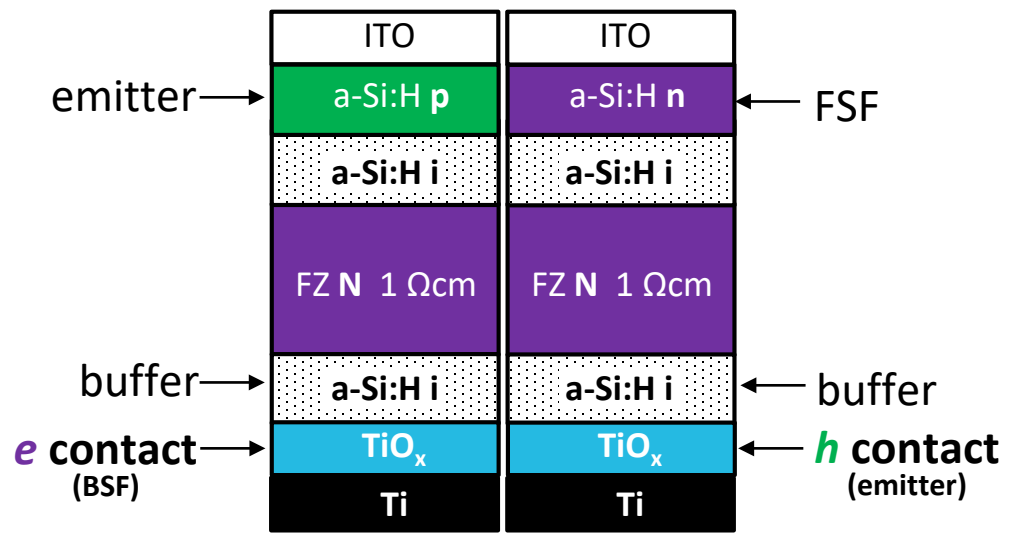 ITO ITO
emitter a-Si:H p a-Si:H n FSF
a-Si:H i a-Si:H i
FZ N 1 Ωcm FZ N 1 Ωcm
buffer a-Si:H i a-Si:H i buffer
e contact TiOx TiOx h contact
(BSF) (emitter)
Ti Ti